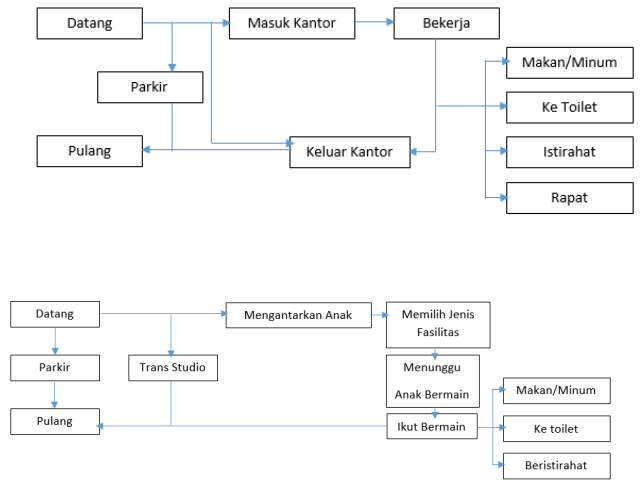 Datang
Masuk Kantor
Bekerja
Makan/Minum
Parkir
Ke Toilet
Pulang
Keluar Kantor
Istirahat
Rapat
Datang
Mengantarkan Anak
Memilih Jenis
Fasilitas
Parkir
Trans Studio
Menunggu
Anak Bermain
Makan/Minum
Pulang
Ikut Bermain
Ke toilet
Beristirahat